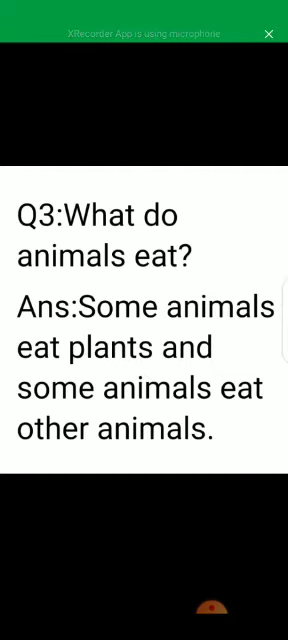 XRecorder App is using microphone
Q3:What do
animals eat?
Ans:Some animals
eat plants and
some animals eat
other animals.